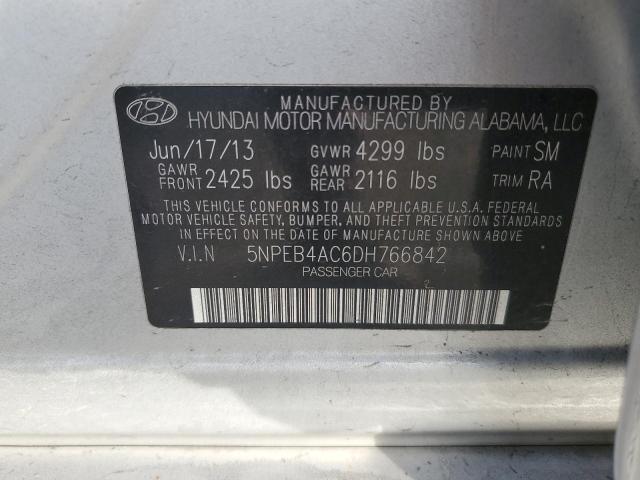 MANUFACTURED BY
HYUNDAI MOTOR MANUFACTURING ALABAMA, LLC
Jun/17/13 GVWR 4299 lbs PAINT SM
GAWR FRONT 2425 lbs GAWR REAR 2116 lbs TRIM RA
THIS VEHICLE CONFORMS TO ALL APPLICABLE U.S.A. FEDERAL
MOTOR VEHICLE SAFETY, BUMPER, AND THEFT PREVENTION STANDARDS
IN EFFECT ON THE DATE OF MANUFACTURE SHOWN ABOVE.
V.I.N 5NPEB4AC6DH766842
PASSENGER CAR